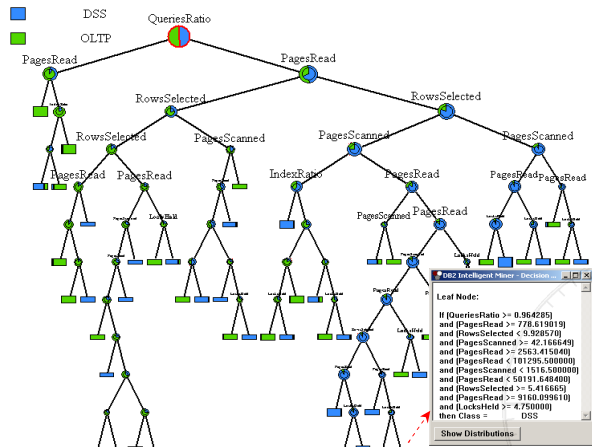 DSS
OLTP
QueriesRatio
PagesRead
PagesRead
RowsSelected
RowsSelected
RowsSelected
PagesScanned
PagesScanned
PagesScanned
PagesRead
PagesRead
IndexRatio
PagesRead
PagesRead
PagesRead
PagesScanned
PagesRead
LocksHeld
DB2 Intelligent Miner - Decision ...
Leaf Node:
If (QueriesRatio >= 0.964285)
and (PagesRead >= 778.619019)
and (RowsSelected < 9.928570)
and (PagesScanned >= 42.166649)
and (PagesRead >= 2563.415040)
and (PagesRead < 101295.500000)
and (PagesScanned < 1516.500000)
and (PagesRead < 50191.648400)
and (RowsSelected >= 5.416665)
and (PagesRead >= 9160.099610)
and (LocksHeld >= 4.750000)
then Class = DSS
Show Distributions